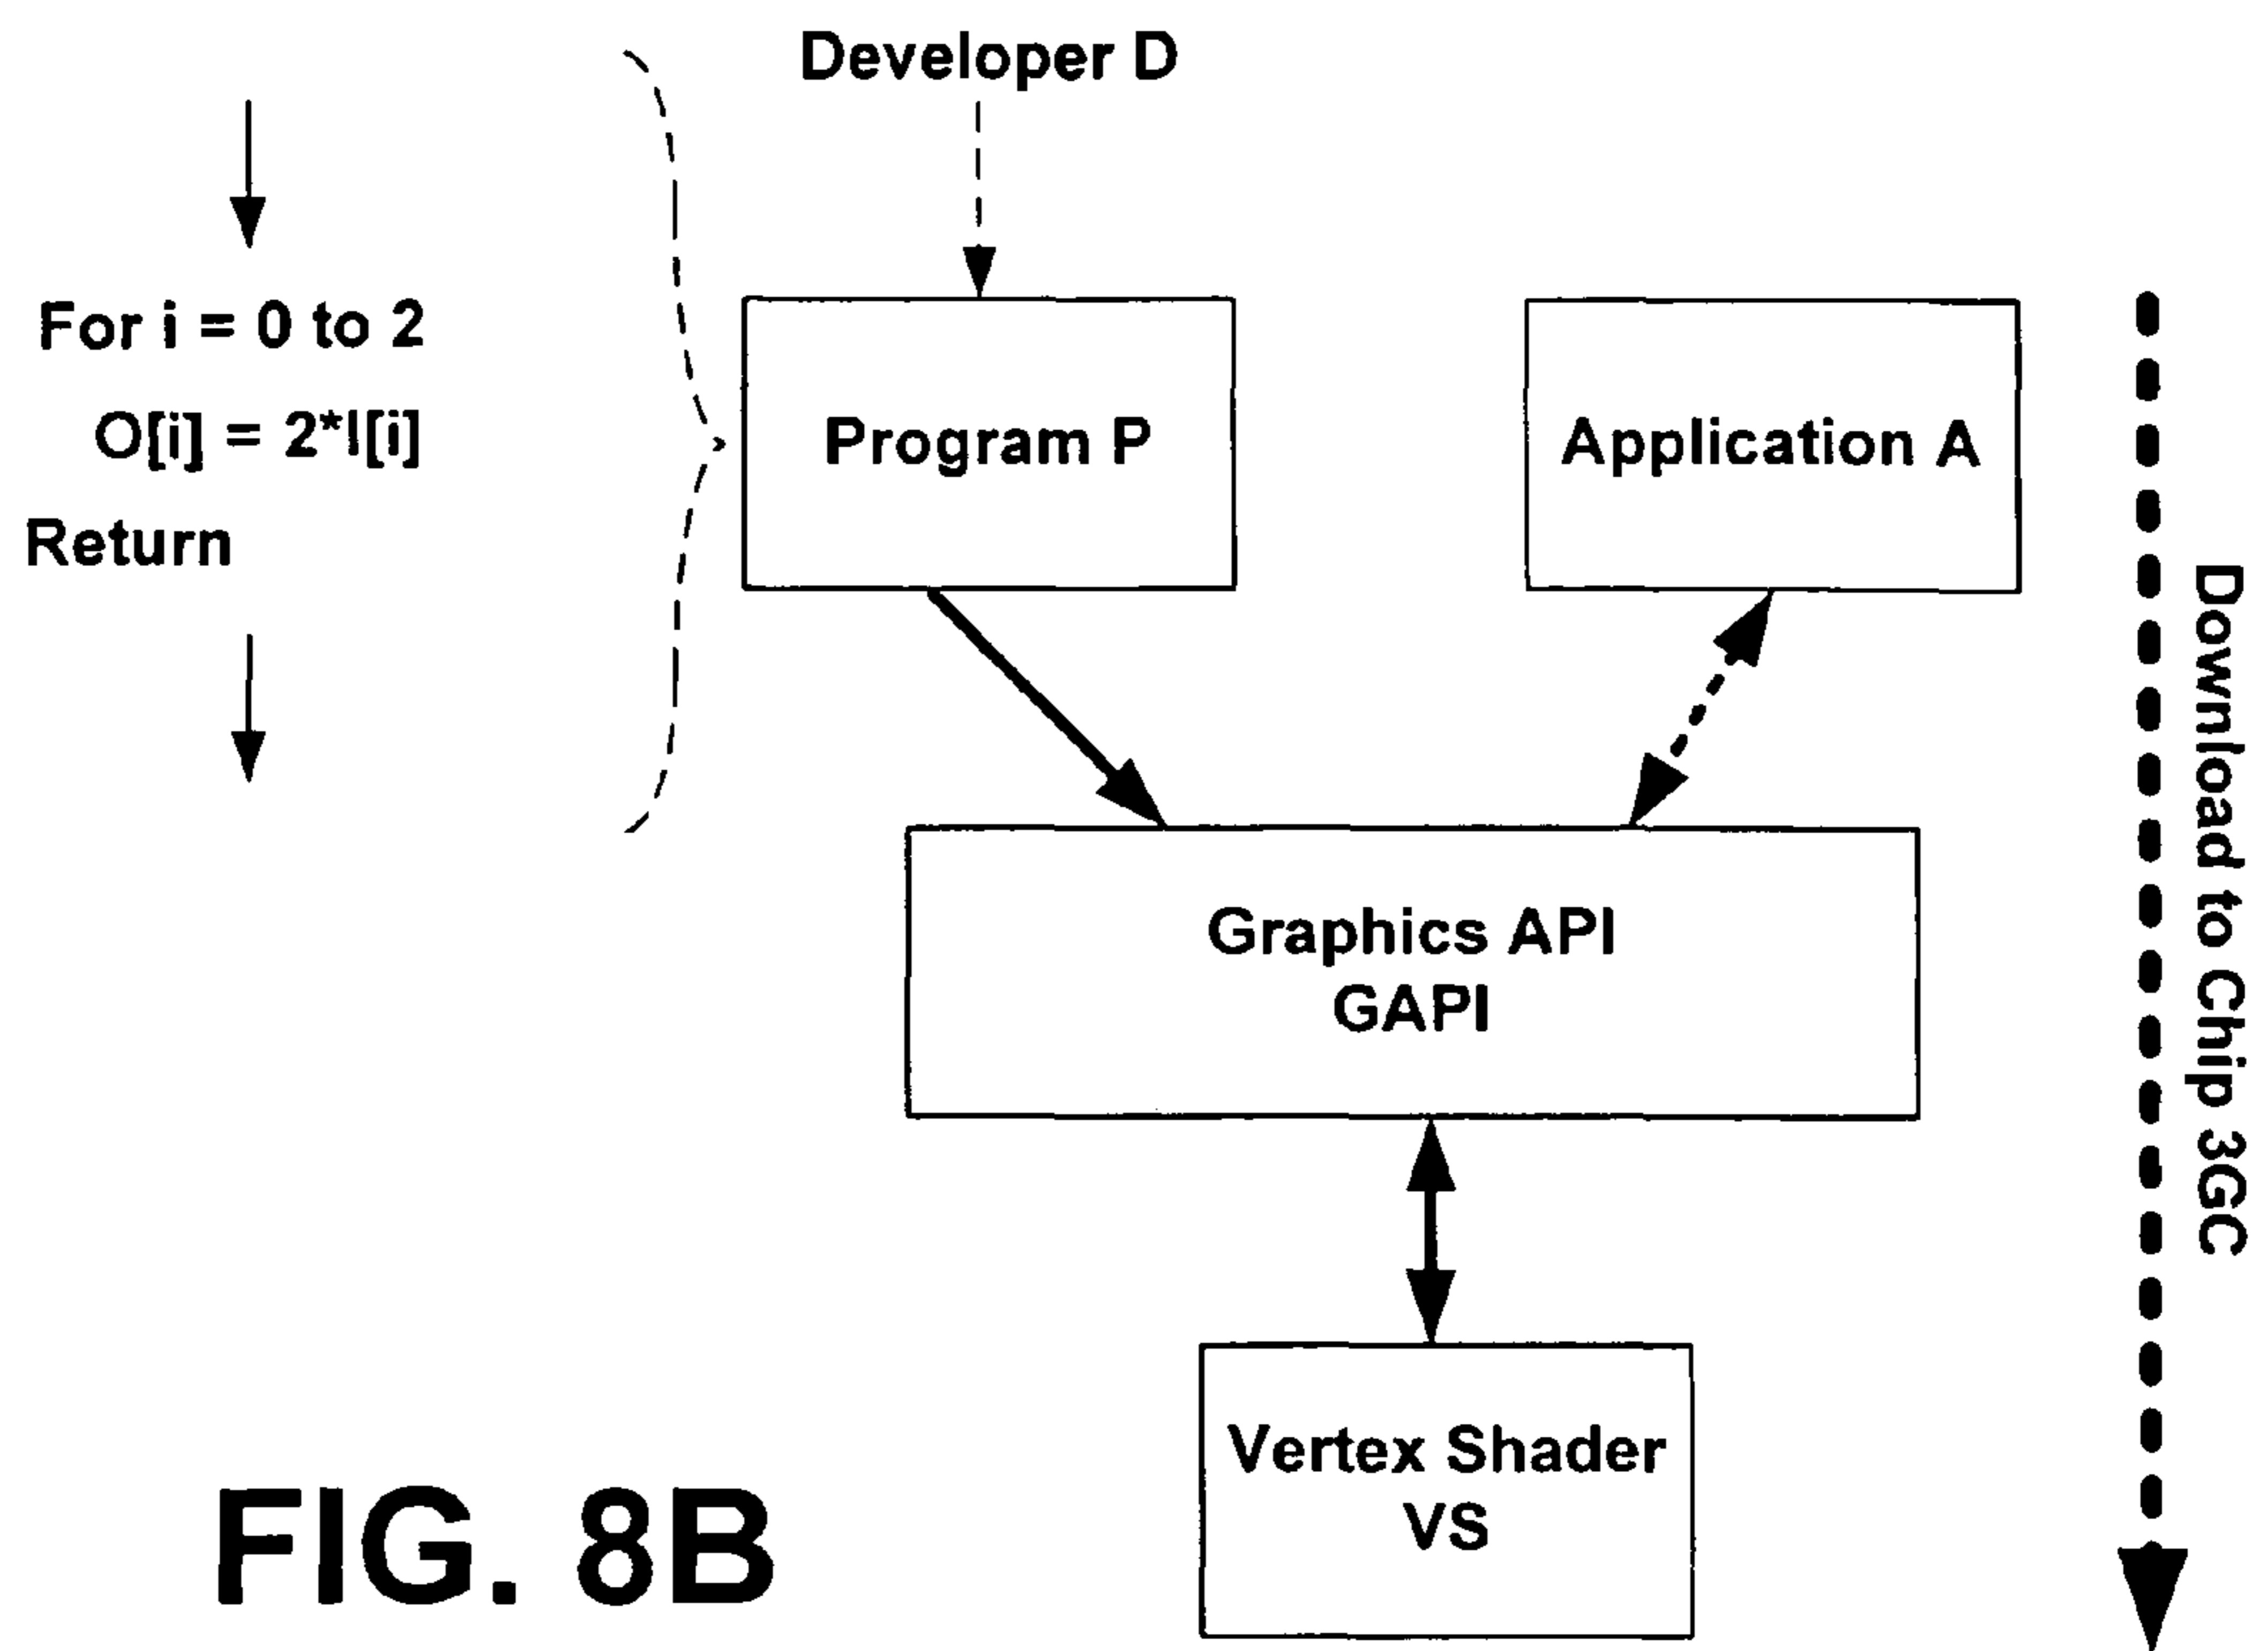 Developer D
For i = 0 to 2
O[i] = 2*I[i]
Return
Program P
Application A
Graphics API
GAPI
Vertex Shader
VS
Download to Chip 3GC
FIG. 8B